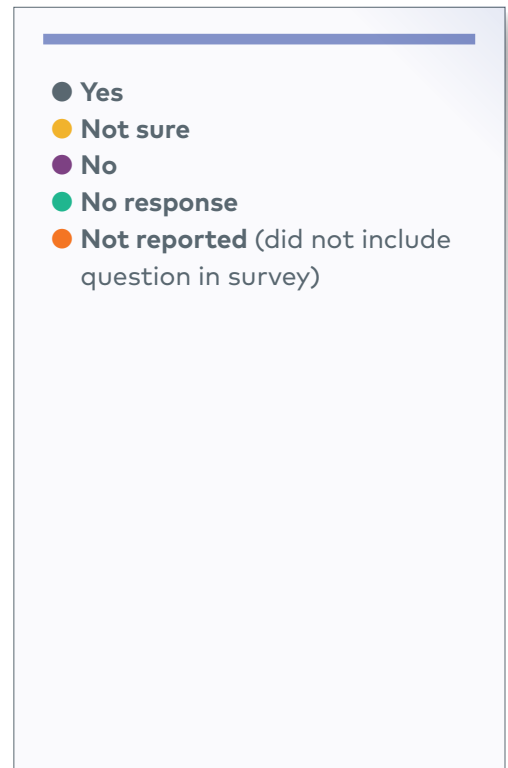 Yes
Not sure
No
No response
Not reported (did not include
question in survey)